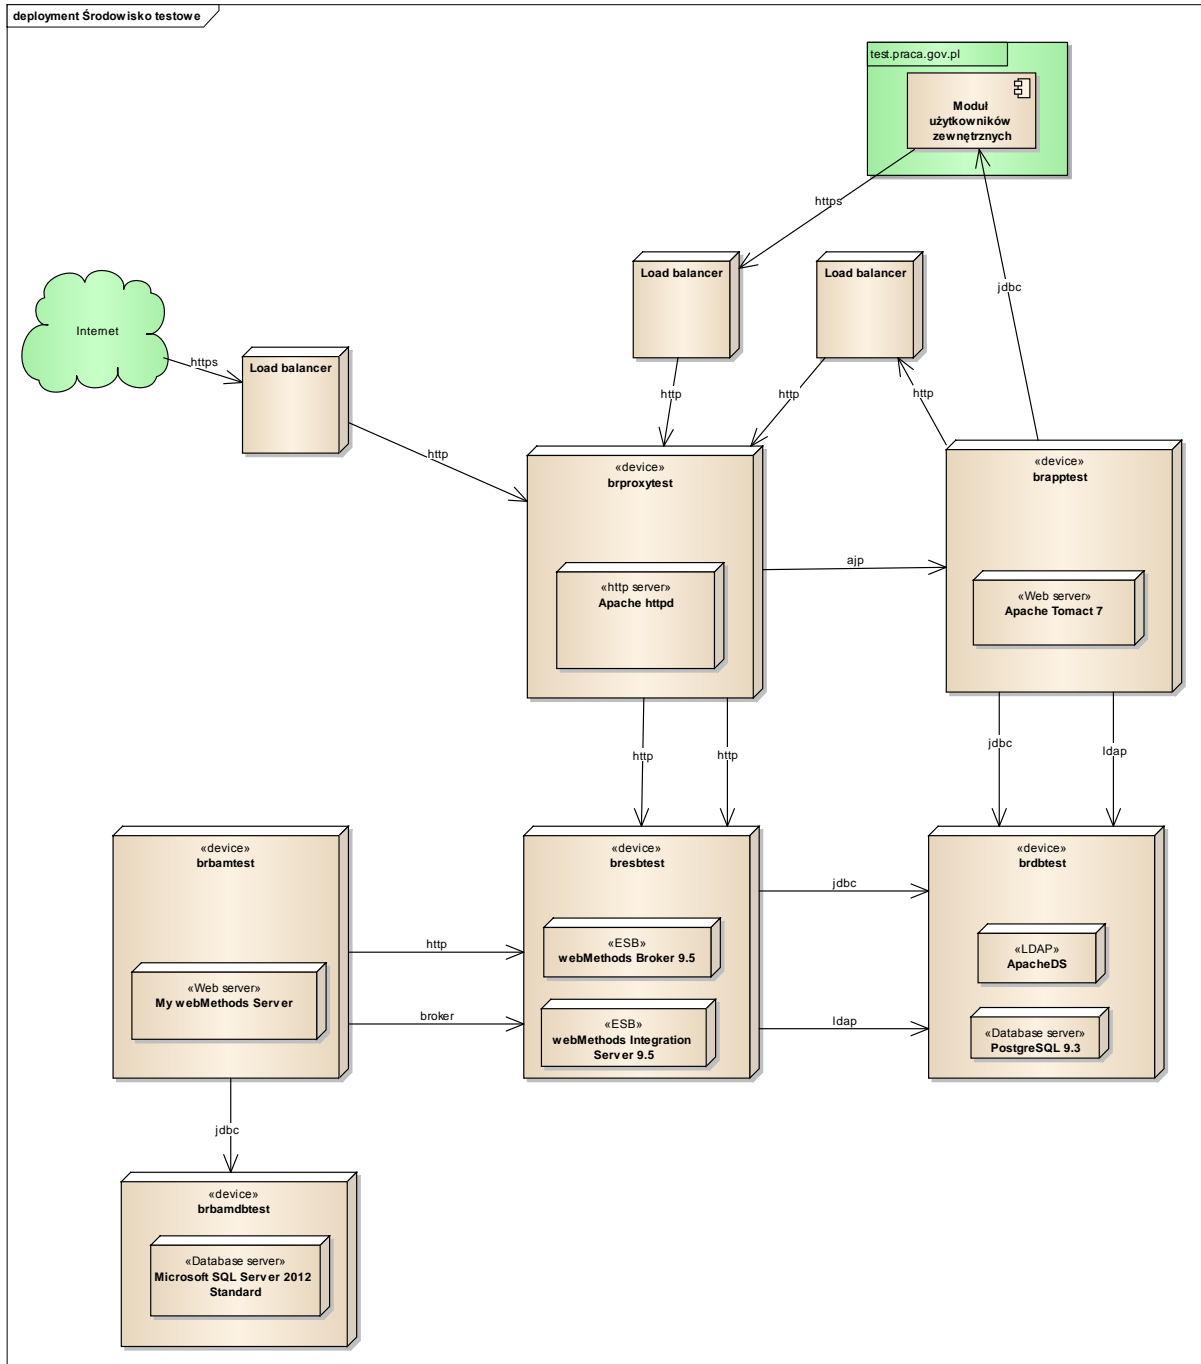 deployment Środowisko testowe
test.praca.gov.pl
Moduł
użytkowników
zewnętrznych
https
jdbc
Load balancer
Load balancer
Internet
https
Load balancer
http
http
http
http
«device»
brproxytest
«http server»
Apache httpd
ajp
«device»
brapptest
«Web server»
Apache Tomact 7
http
http
jdbc
ldap
«device»
brbamtest
«Web server»
My webMethods Server
http
broker
«device»
bresbtest
«ESB»
webMethods Broker 9.5
«ESB»
webMethods Integration
Server 9.5
jdbc
ldap
«device»
brdbtest
«LDAP»
ApacheDS
«Database server»
PostgreSQL 9.3
jdbc
«device»
brbamdbtest
«Database server»
Microsoft SQL Server 2012
Standard